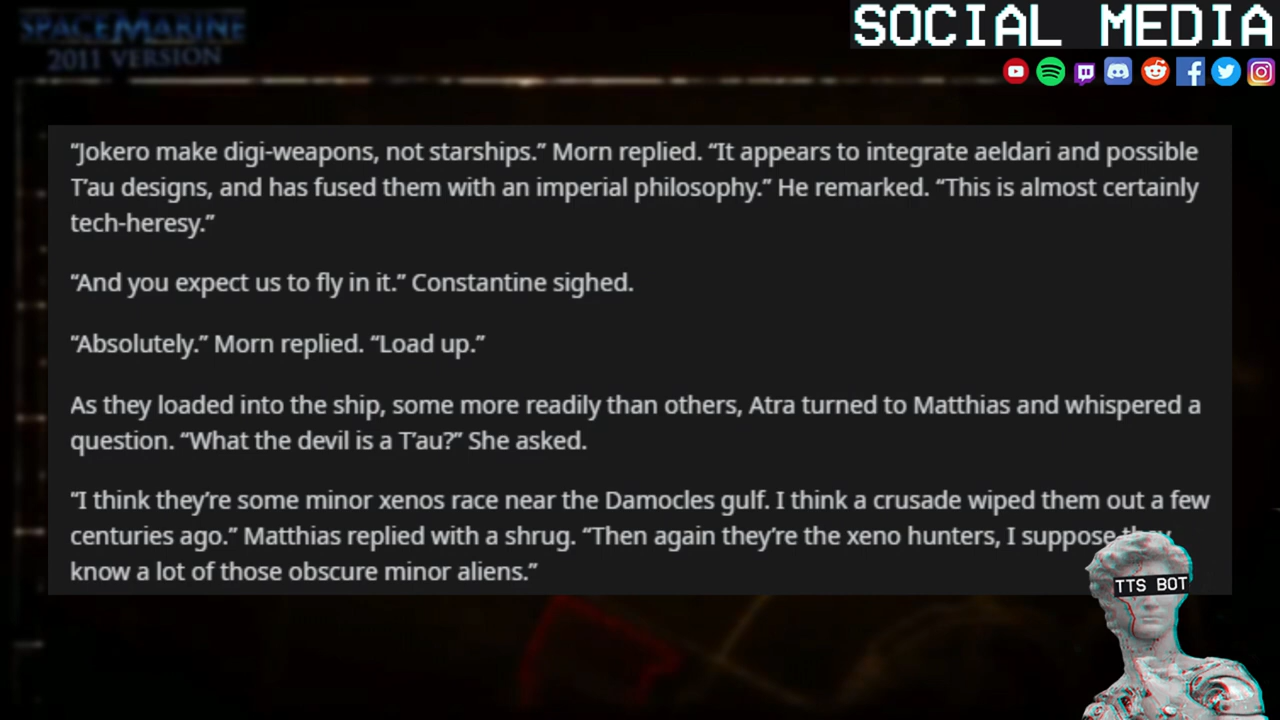 SPACE MARINE
2011 VERSION
SOCIAL MEDIA
“Jokero make digi-weapons, not starships.” Morn replied. “It appears to integrate aeldari and possible
T’au designs, and has fused them with an imperial philosophy.” He remarked. “This is almost certainly
tech-heresy.”
“And you expect us to fly in it.” Constantine sighed.
“Absolutely.” Morn replied. “Load up.”
As they loaded into the ship, some more readily than others, Atra turned to Matthias and whispered a
question. “What the devil is a T’au?” She asked.
“I think they’re some minor xenos race near the Damocles gulf. I think a crusade wiped them out a few
centuries ago.” Matthias replied with a shrug. “Then again they’re the xeno hunters, I suppose they
know a lot of those obscure minor aliens.”
TTS BOT